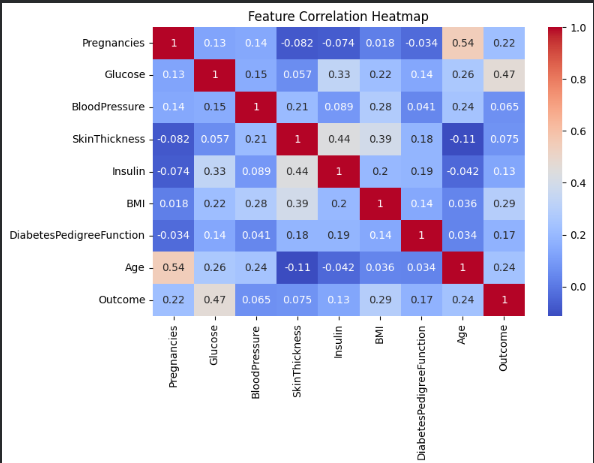 Feature Correlation Heatmap
Pregnancies 1 0.13 0.14 -0.082 -0.074 0.018 -0.034 0.54 0.22
Glucose 0.13 1 0.15 0.057 0.33 0.22 0.14 0.26 0.47
BloodPressure 0.14 0.15 1 0.21 0.089 0.28 0.041 0.24 0.065
SkinThickness -0.082 0.057 0.21 1 0.44 0.39 0.18 -0.11 0.075
Insulin -0.074 0.33 0.089 0.44 1 0.2 0.19 -0.042 0.13
BMI 0.018 0.22 0.28 0.39 0.2 1 0.14 0.036 0.29
DiabetesPedigreeFunction -0.034 0.14 0.041 0.18 0.19 0.14 1 0.034 0.17
Age 0.54 0.26 0.24 -0.11 -0.042 0.036 0.034 1 0.24
Outcome 0.22 0.47 0.065 0.075 0.13 0.29 0.17 0.24 1
Pregnancies
Glucose
BloodPressure
SkinThickness
Insulin
BMI
DiabetesPedigreeFunction
Age
Outcome
1.0
0.8
0.6
0.4
0.2
0.0